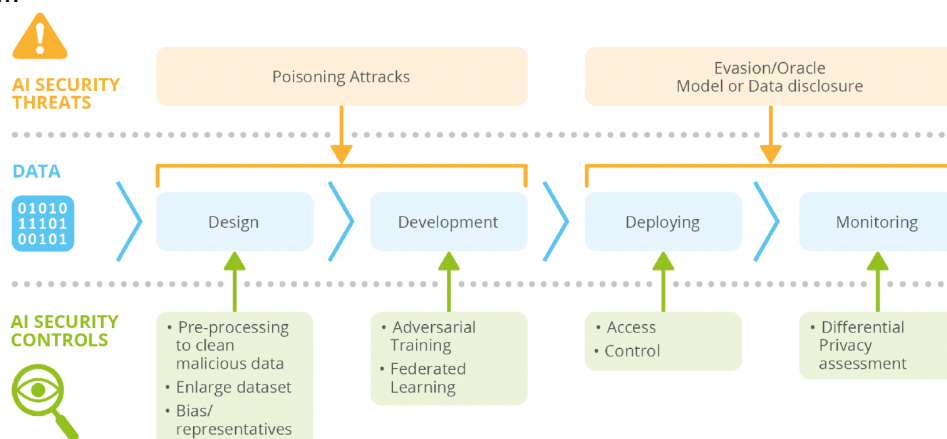 AI SECURITY
THREATS
Poisoning Attracks
Evasion/Oracle
Model or Data disclosure
DATA
01010
11101
00101
Design
Development
Deploying
Monitoring
AI SECURITY
CONTROLS
• Pre-processing
to clean
malicious data
• Enlarge dataset
• Bias/
representatives
• Adversarial
Training
• Federated
Learning
• Access
• Control
• Differential
Privacy
assessment